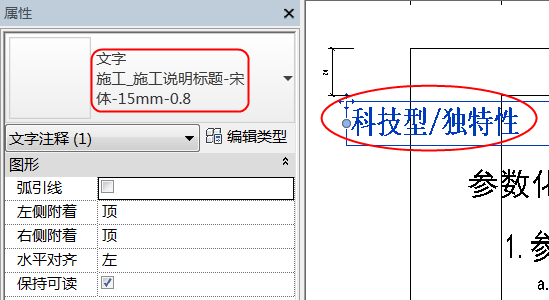 属性
文字
施工_施工说明标题-宋
体-15mm-0.8
文字注释 (1)
编辑类型
图形
弧引线
左侧附着 顶
右侧附着 顶
水平对齐 左
保持可读
科技型/独特性
参数化
1.参
a.